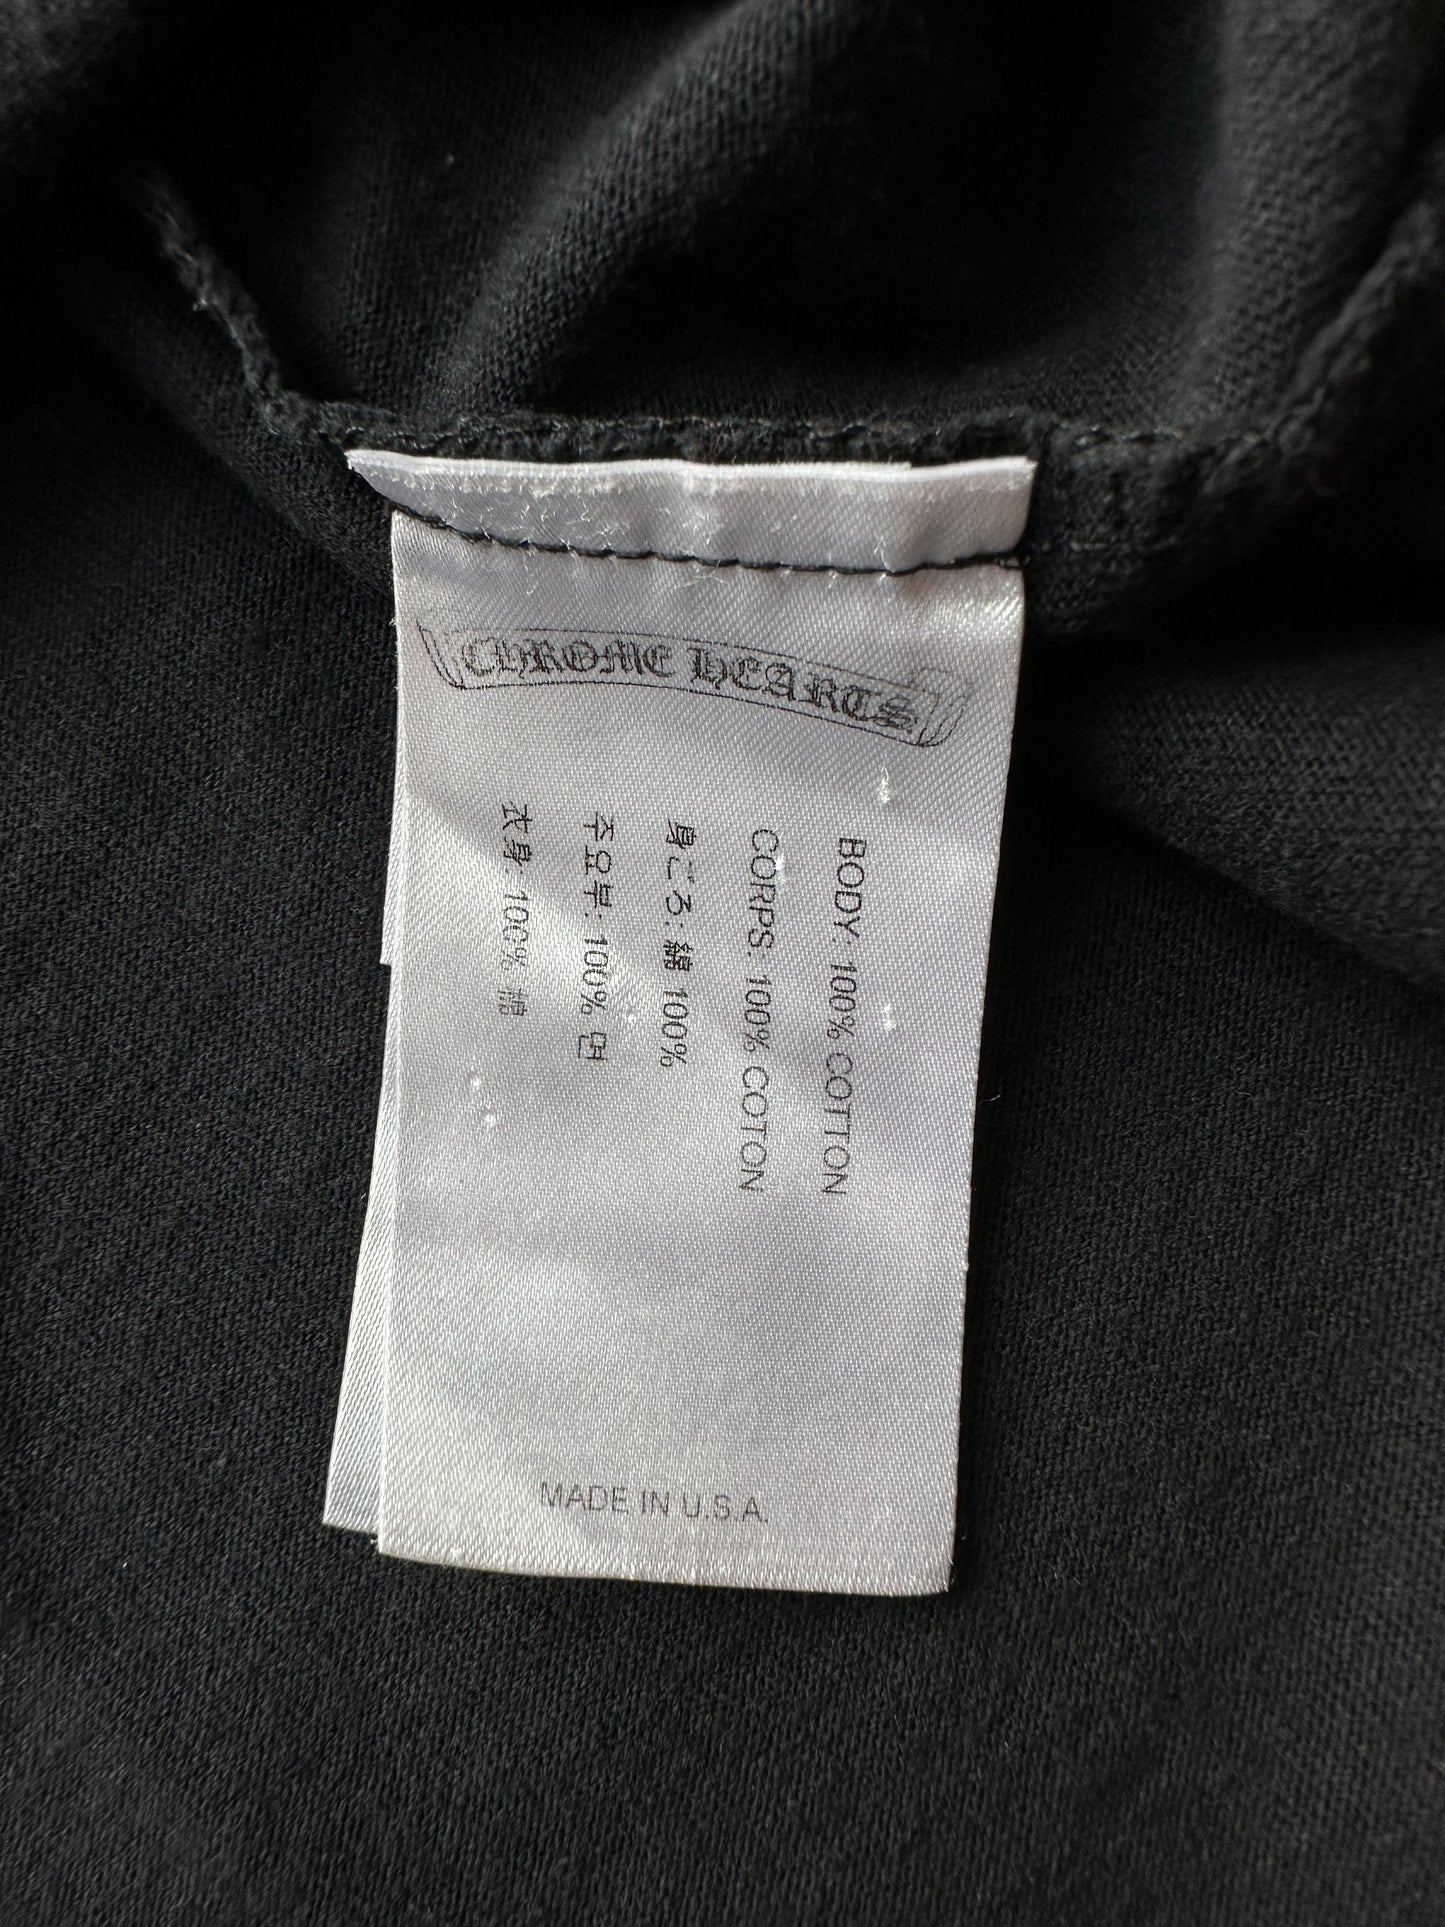 CHROME HEARTS
BODY: 100% COTTON
CORPS: 100% COTTON
身ごろ: 綿 100%
주요부: 100% 면
衣身: 100% 棉
MADE IN U.S.A.